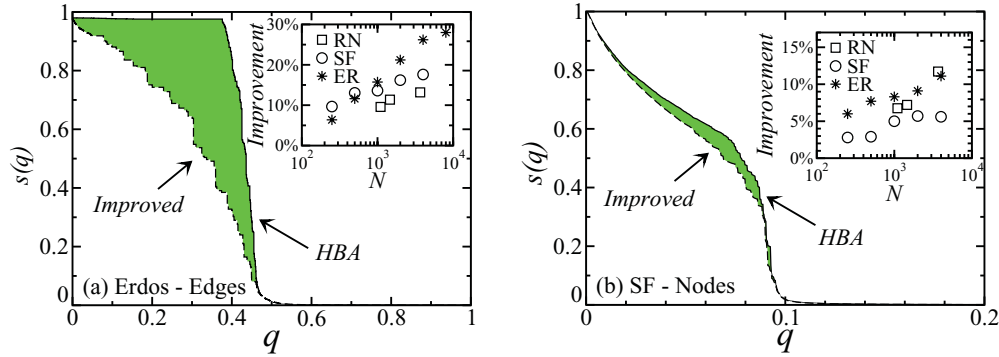 1
0.8
0.6
0.4
0.2
0
s(q)
0
0.2
0.4
0.6
0.8
1
q
(a) Erdos - Edges
Improved
HBA
30%
20%
10%
0%
Improvement
RN
SF
ER
10^2
10^3
10^4
N
1
0.8
0.6
0.4
0.2
0
s(q)
0
0.1
0.2
q
(b) SF - Nodes
Improved
HBA
15%
10%
5%
0%
Improvement
RN
SF
ER
10^2
10^3
10^4
N